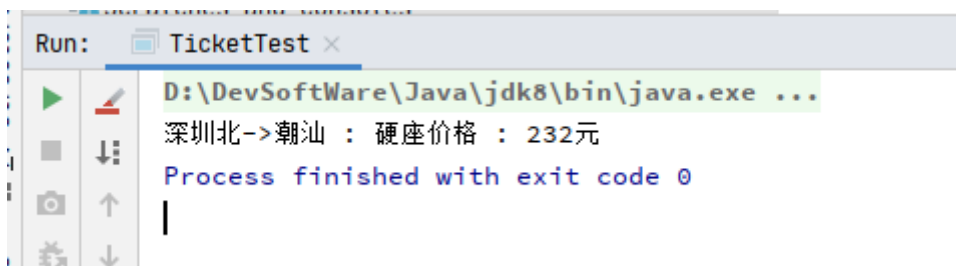 Run: TicketTest ×
D:\DevSoftWare\Java\jdk8\bin\java.exe ...
深圳北->潮汕 : 硬座价格 : 232元
Process finished with exit code 0